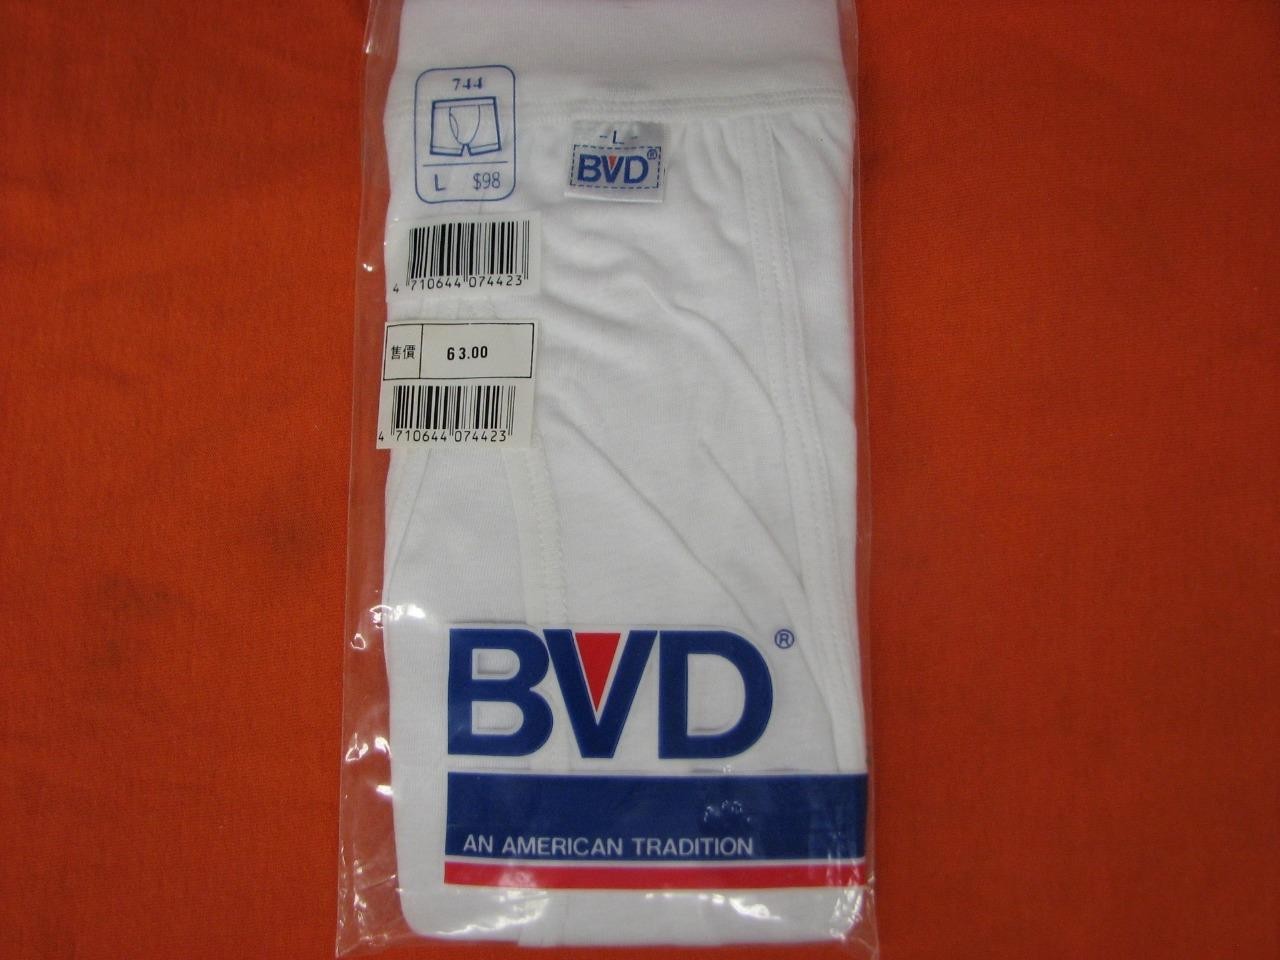 744
L $98
- L -
BVD®
4 710644 074423
售價 63.00
4 710644 074423
BVD®
AN AMERICAN TRADITION